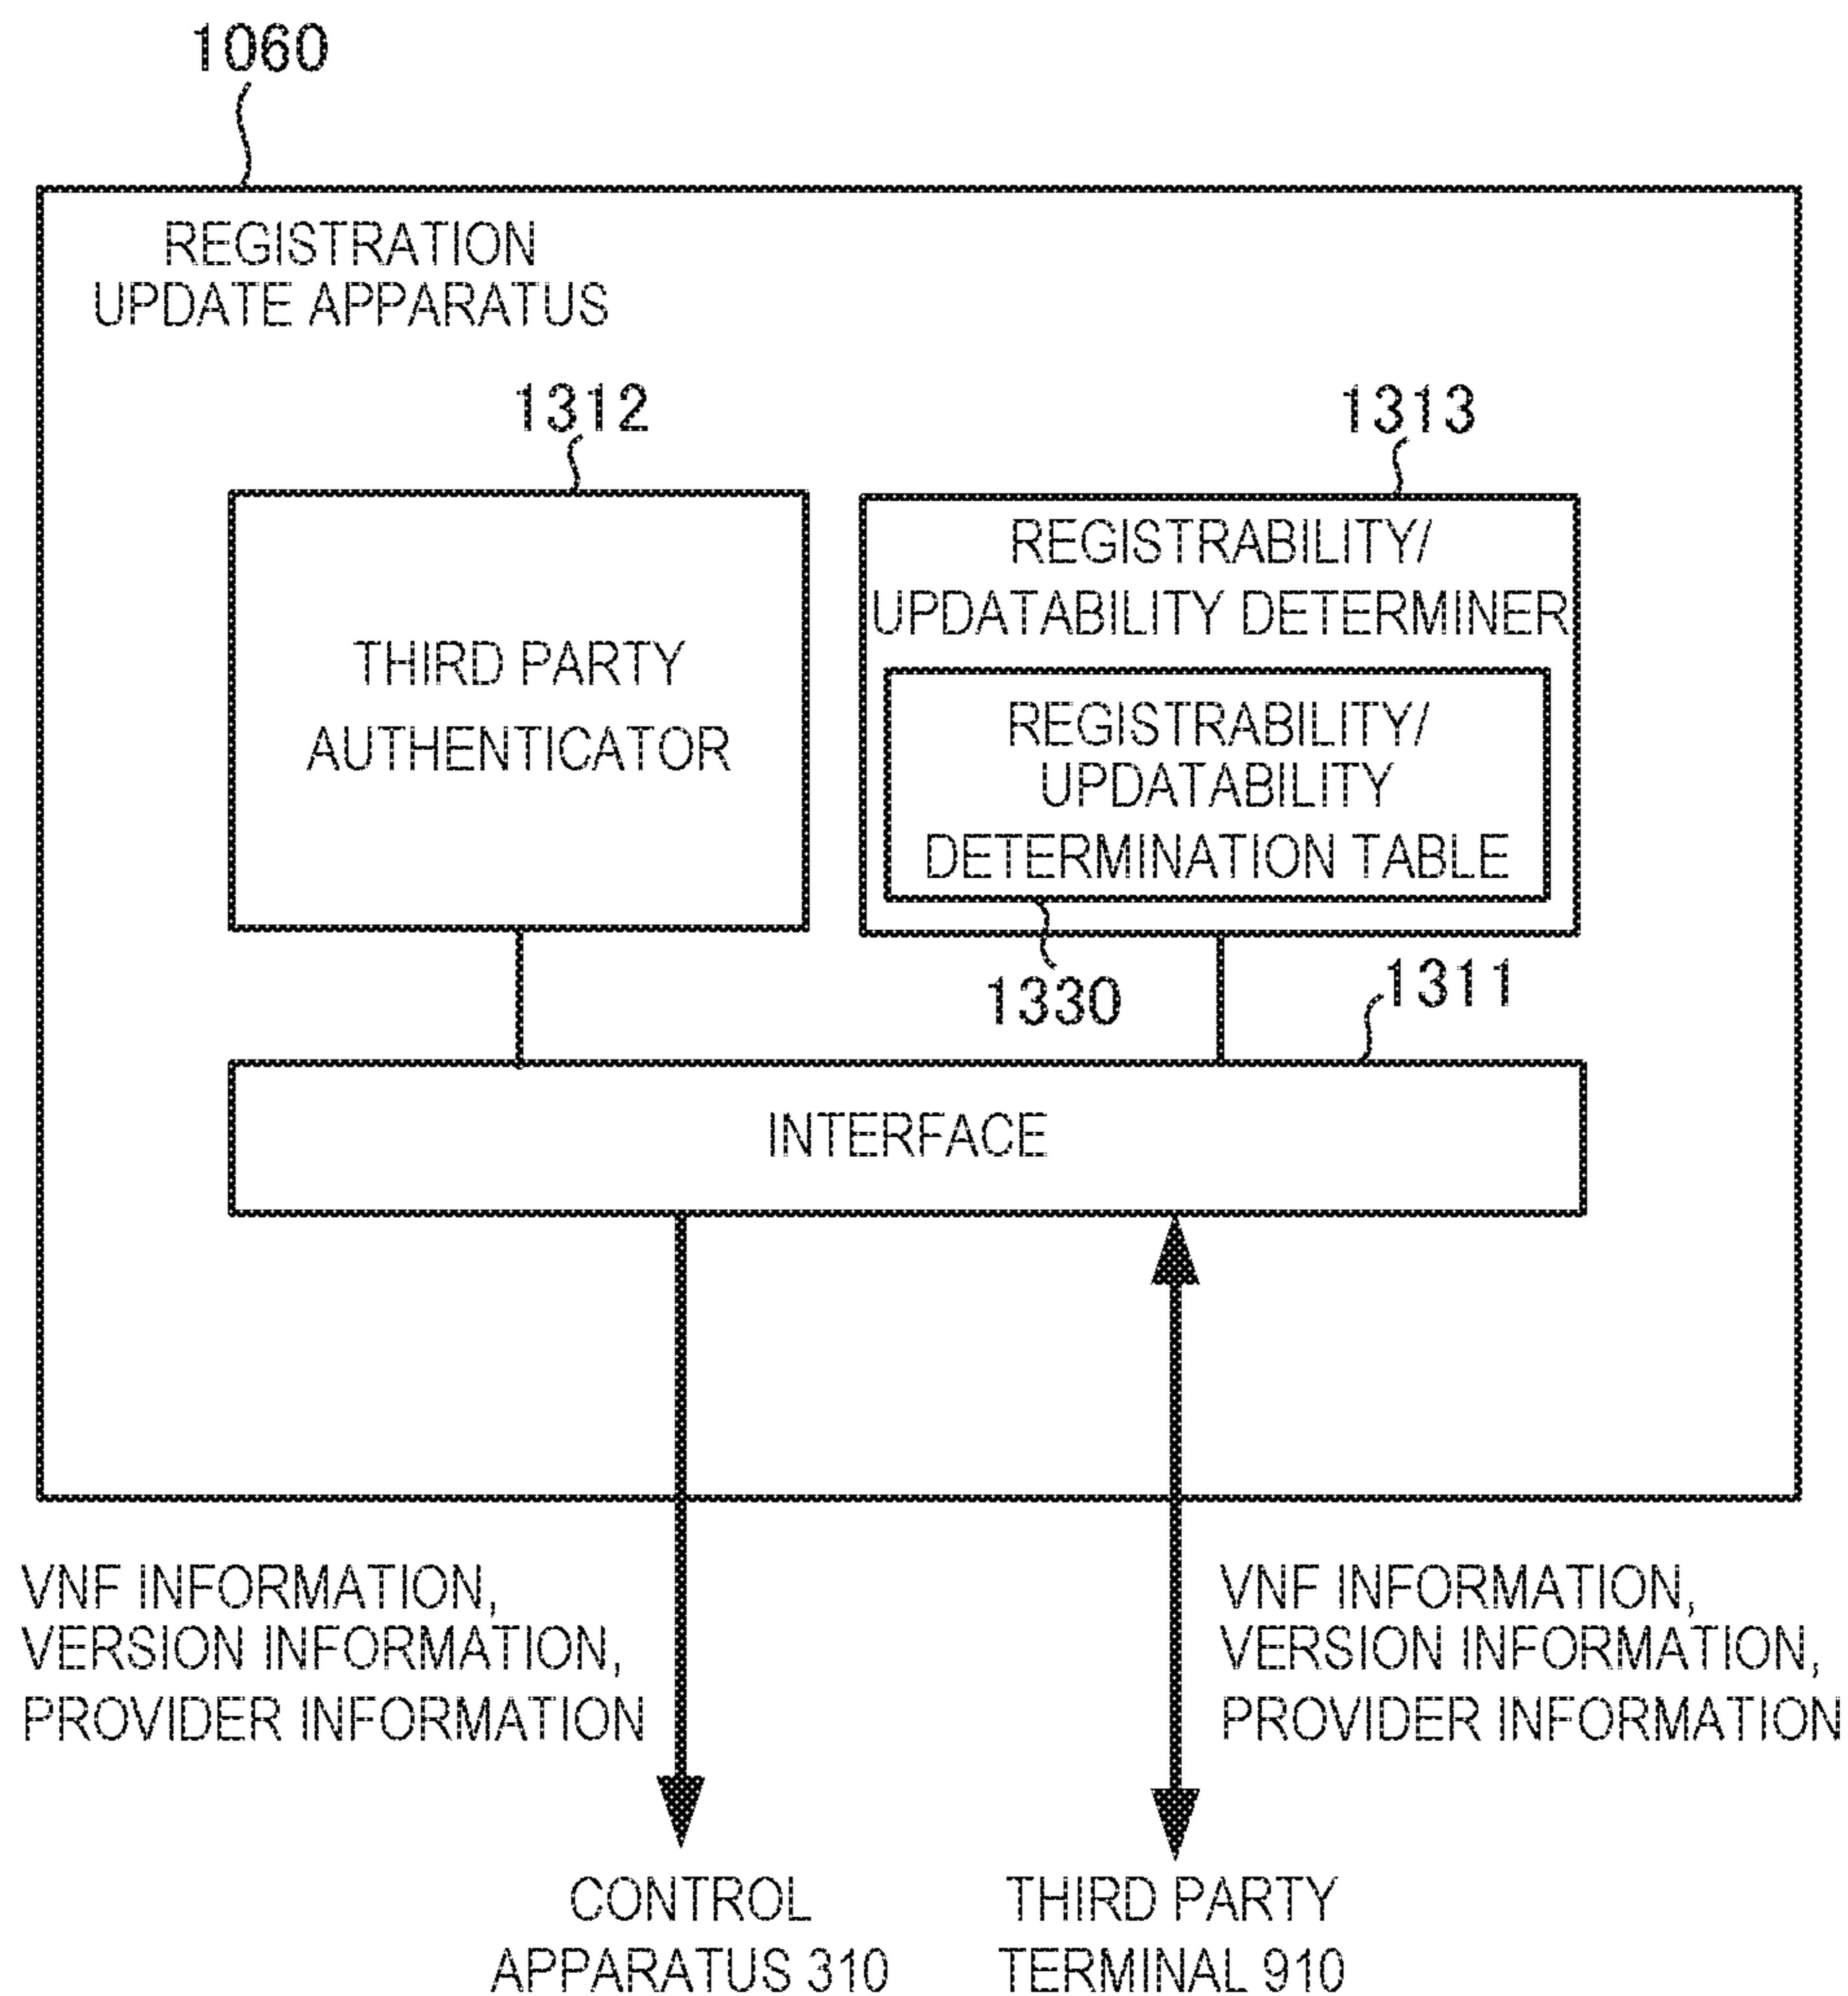 1060
REGISTRATION
UPDATE APPARATUS
1312
1313
THIRD PARTY
AUTHENTICATOR
REGISTRABILITY/
UPDATABILITY DETERMINER
REGISTRABILITY/
UPDATABILITY
DETERMINATION TABLE
1330
1311
INTERFACE
VNF INFORMATION,
VERSION INFORMATION,
PROVIDER INFORMATION
VNF INFORMATION,
VERSION INFORMATION,
PROVIDER INFORMATION
CONTROL
APPARATUS 310
THIRD PARTY
TERMINAL 910